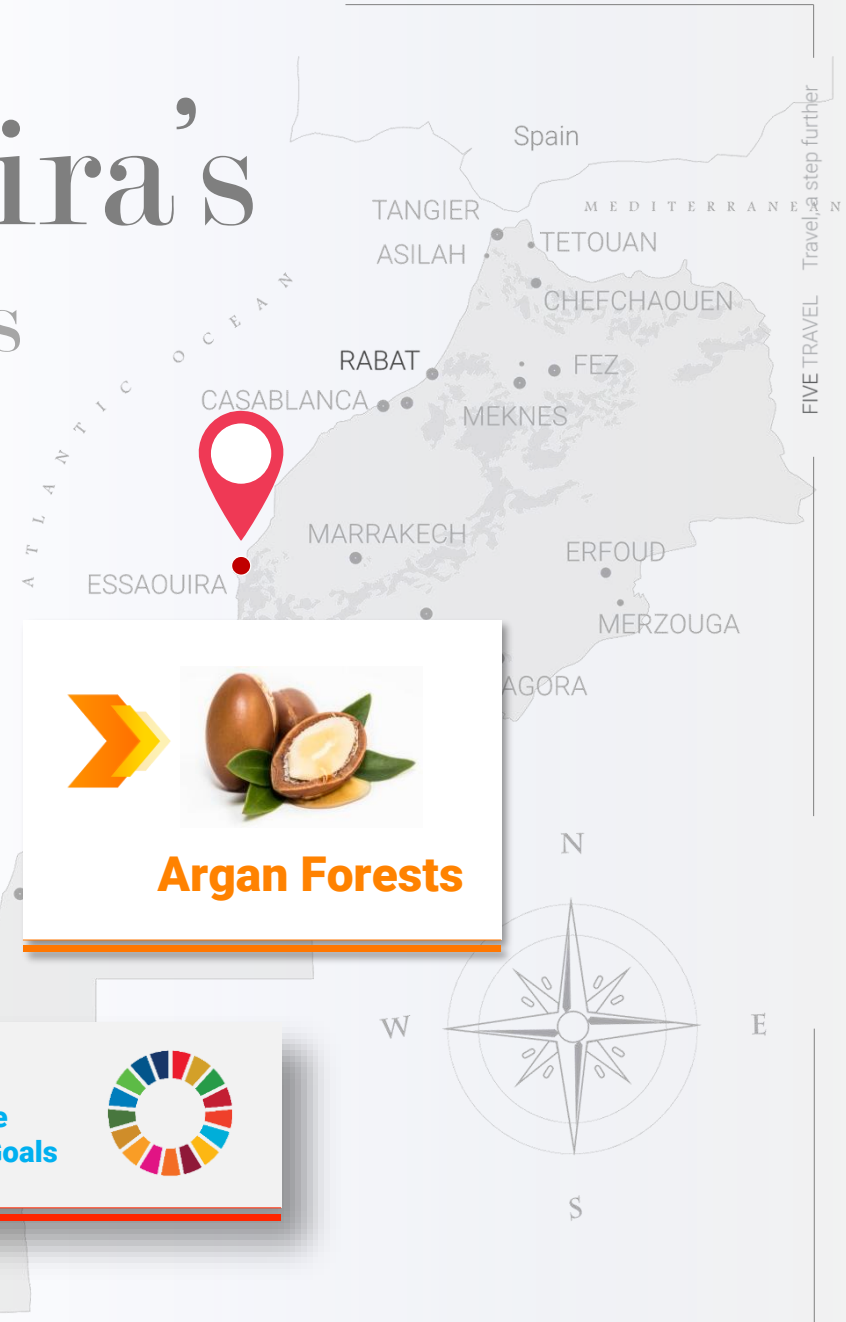 ira's
s
Spain
TANGIER
MEDITERRANEAN
TETOUAN
ASILAH
CHEFCHAOUEN
ATLANTIC OCEAN
RABAT
FEZ
CASABLANCA
MEKNES
MARRAKECH
ERFOUD
ESSAOUIRA
MERZOUGA
AGORA
Argan Forests
N
W
E
S
e
Goals
FIVE TRAVEL Travel, a step further